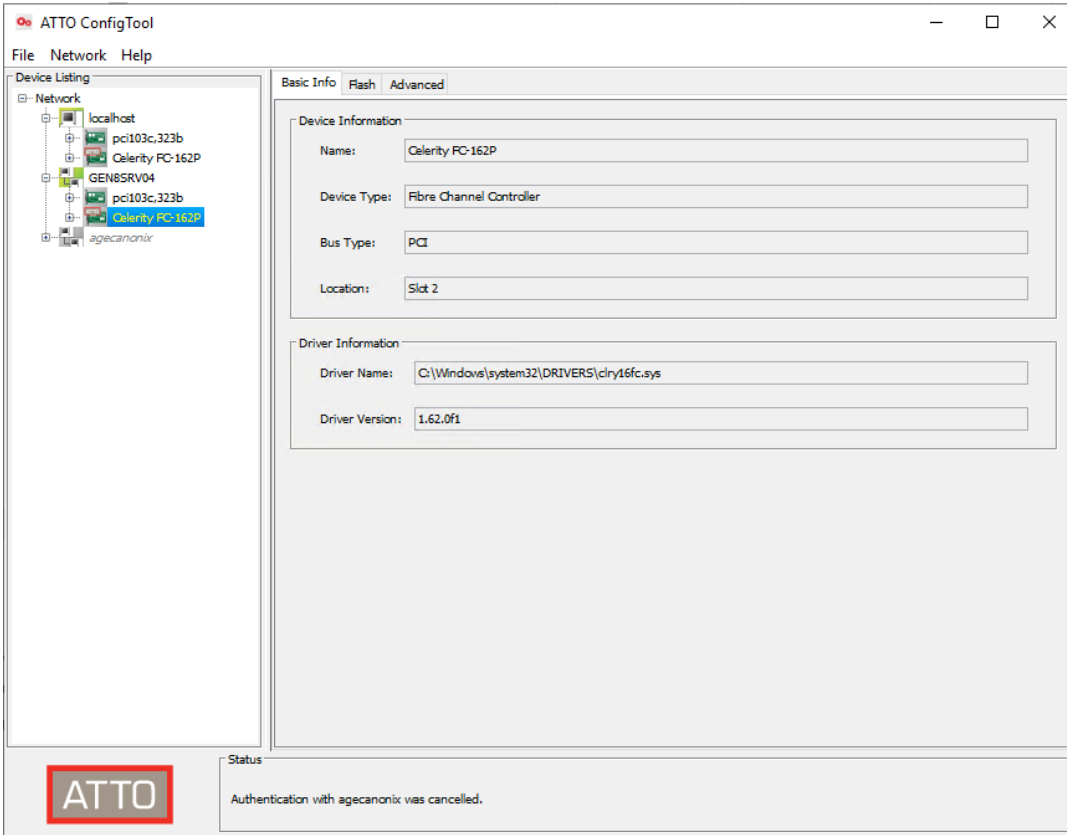 ATTO ConfigTool
File Network Help
Device Listing
Network
localhost
pci103c,323b
Celerity FC-162P
GEN8SRV04
pci103c,323b
Celerity FC-162P
agecanonix
Basic Info Flash Advanced
Device Information
Name: Celerity FC-162P
Device Type: Fibre Channel Controller
Bus Type: PCI
Location: Slot 2
Driver Information
Driver Name: C:\Windows\system32\DRIVERS\clry16fc.sys
Driver Version: 1.62.0f1
ATTO
Status
Authentication with agecanonix was cancelled.